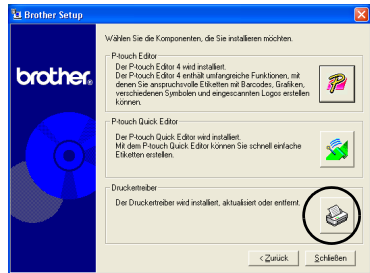 Brother Setup
Wählen Sie die Komponenten, die Sie installieren möchten.
brother®
P-touch Editor
Der P-touch Editor 4 wird installiert.
Der P-touch Editor 4 enthält umfangreiche Funktionen, mit
denen Sie anspruchsvolle Etiketten mit Barcodes, Grafiken,
verschiedenen Symbolen und eingescannten Logos erstellen
können.
P-touch Quick Editor
Der P-touch Quick Editor wird installiert.
Mit dem P-touch Quick Editor können Sie schnell einfache
Etiketten erstellen.
Druckertreiber
Der Druckertreiber wird installiert, aktualisiert oder entfernt.
< Zurück
Schließen